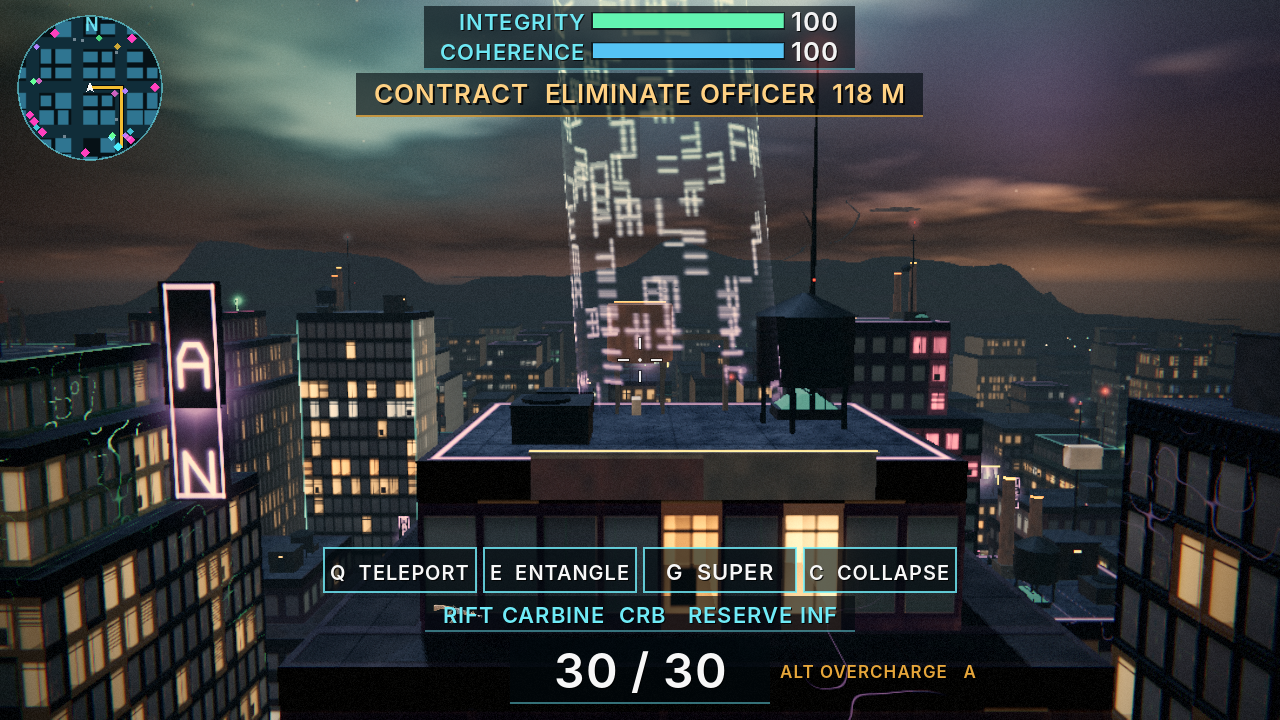 N
INTEGRITY 100
COHERENCE 100
CONTRACT ELIMINATE OFFICER 118 M
A
N
Q TELEPORT E ENTANGLE G SUPER C COLLAPSE
RIFT CARBINE CRB RESERVE INF
30 / 30 ALT OVERCHARGE A